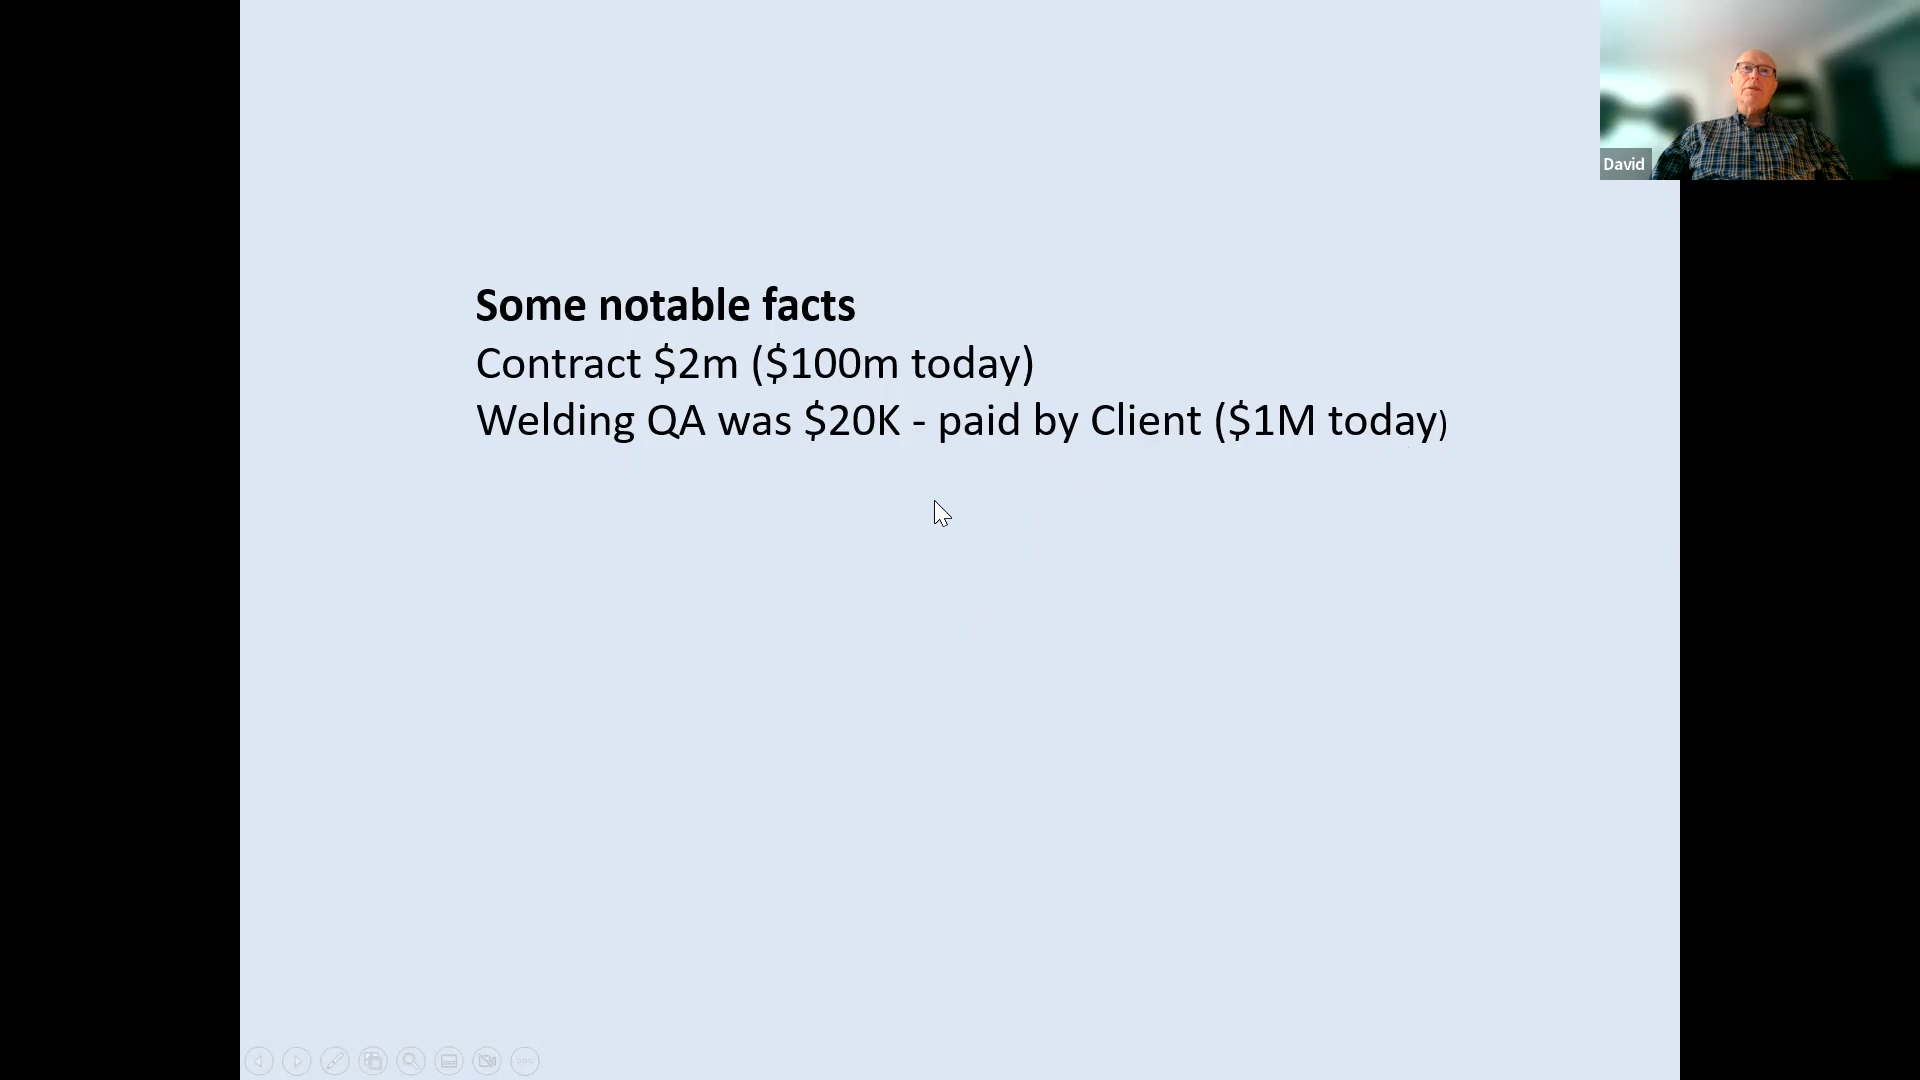 Some notable facts
Contract $2m ($100m today)
Welding QA was $20K - paid by Client ($1M today)
David